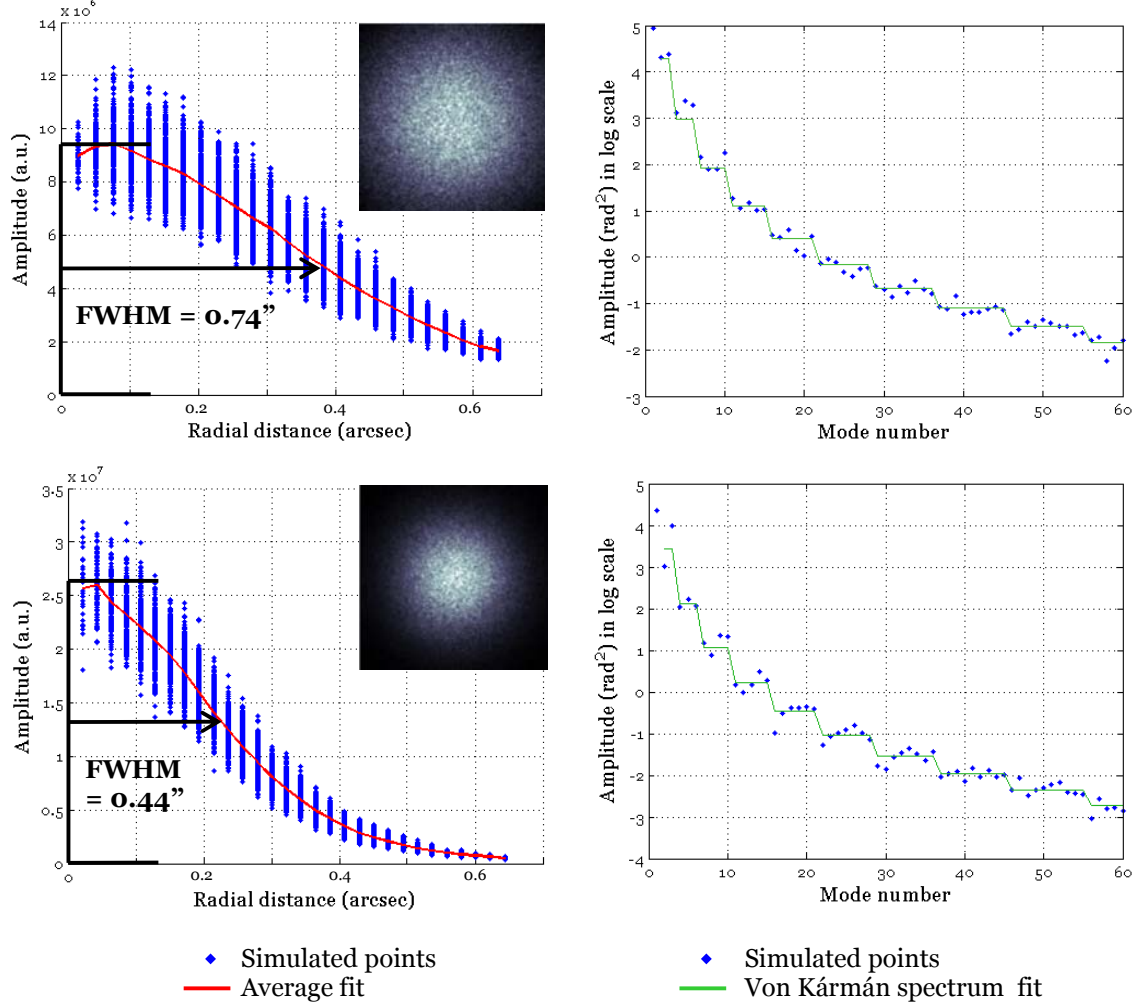 x 10⁶
14
12
10
8
6
4
2
0
Amplitude (a.u.)
FWHM = 0.74”
0 0.2 0.4 0.6
Radial distance (arcsec)
5
4
3
2
1
0
-1
-2
-3
Amplitude (rad²) in log scale
0 10 20 30 40 50 60
Mode number
x 10⁷
3.5
3
2.5
2
1.5
1
0.5
0
Amplitude (a.u.)
FWHM
= 0.44”
0 0.2 0.4 0.6
Radial distance (arcsec)
5
4
3
2
1
0
-1
-2
-3
-4
Amplitude (rad²) in log scale
0 10 20 30 40 50 60
Mode number
Simulated points
Average fit
Simulated points
Von Kármán spectrum fit